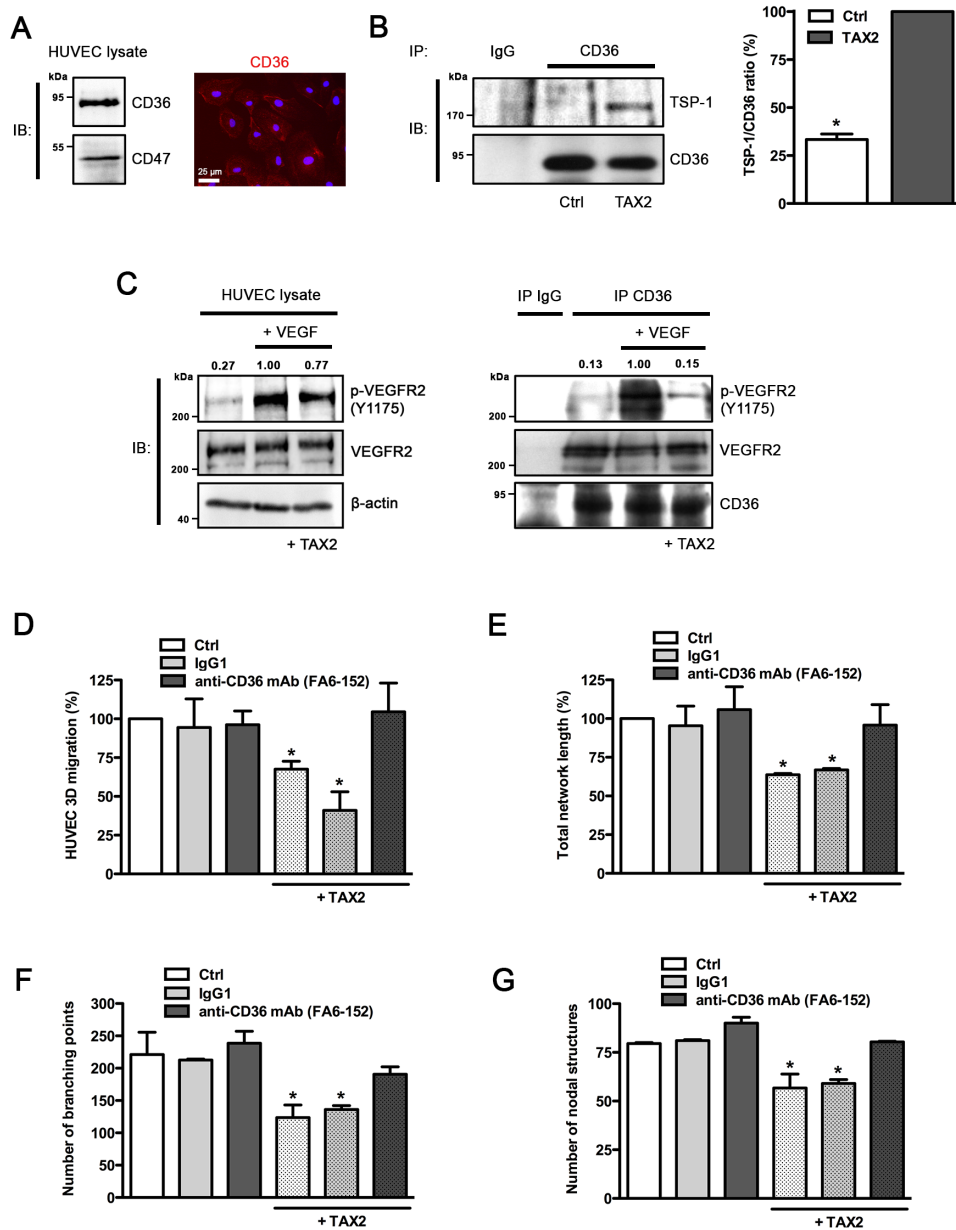 A
HUVEC lysate
kDa
95
CD36
55
CD47
IB:
CD36
25 µm
B
IP:
IgG
CD36
kDa
170
TSP-1
95
CD36
IB:
Ctrl
TAX2
Ctrl
TAX2
TSP-1/CD36 ratio (%)
100
75
50
25
0
*
C
HUVEC lysate
+ VEGF
0.27 1.00 0.77
kDa
200
p-VEGFR2
(Y1175)
IB:
200
VEGFR2
40
β-actin
+ TAX2
IP IgG
IP CD36
+ VEGF
0.13 1.00 0.15
kDa
200
p-VEGFR2
(Y1175)
200
VEGFR2
95
CD36
+ TAX2
D
Ctrl
IgG1
anti-CD36 mAb (FA6-152)
HUVEC 3D migration (%)
125
100
75
50
25
0
*
*
+ TAX2
E
Ctrl
IgG1
anti-CD36 mAb (FA6-152)
Total network length (%)
125
100
75
50
25
0
* *
+ TAX2
F
Ctrl
IgG1
anti-CD36 mAb (FA6-152)
Number of branching points
300
250
200
150
100
50
0
* *
+ TAX2
G
Ctrl
IgG1
anti-CD36 mAb (FA6-152)
Number of nodal structures
100
75
50
25
0
* *
+ TAX2